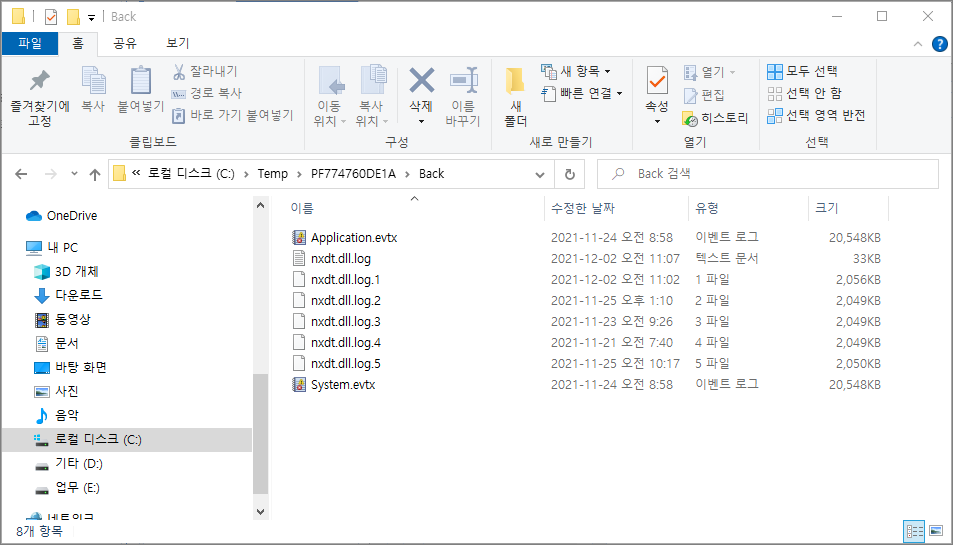 Back
파일 홈 공유 보기
즐겨찾기에
고정
복사
붙여넣기
잘라내기
경로 복사
바로 가기 붙여넣기
클립보드
이동
위치
복사
위치
삭제
이름
바꾸기
구성
새
폴더
새 항목
빠른 연결
새로 만들기
속성
열기
편집
히스토리
열기
모두 선택
선택 안 함
선택 영역 반전
선택
« 로컬 디스크 (C:) > Temp > PF774760DE1A > Back
Back 검색
OneDrive
내 PC
3D 개체
다운로드
동영상
문서
바탕 화면
사진
음악
로컬 디스크 (C:)
기타 (D:)
업무 (E:)
네트워크
이름 수정한 날짜 유형 크기
Application.evtx 2021-11-24 오전 8:58 이벤트 로그 20,548KB
nxdt.dll.log 2021-12-02 오전 11:07 텍스트 문서 33KB
nxdt.dll.log.1 2021-12-02 오전 11:02 1 파일 2,056KB
nxdt.dll.log.2 2021-11-25 오후 1:10 2 파일 2,049KB
nxdt.dll.log.3 2021-11-23 오전 9:26 3 파일 2,049KB
nxdt.dll.log.4 2021-11-21 오전 7:40 4 파일 2,049KB
nxdt.dll.log.5 2021-11-25 오전 10:17 5 파일 2,050KB
System.evtx 2021-11-24 오전 8:58 이벤트 로그 20,548KB
8개 항목